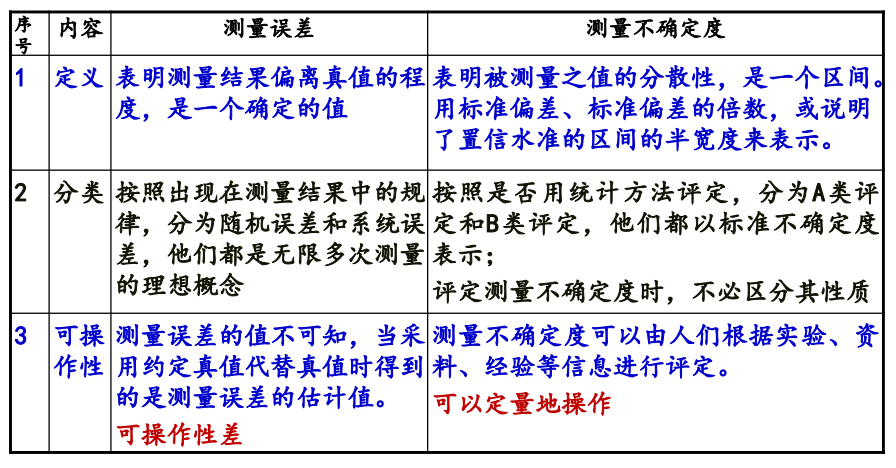 序号 内容 测量误差 测量不确定度
1 定义
表明测量结果偏离真值的程
度，是一个确定的值
表明被测量之值的分散性，是一个区间。
用标准偏差、标准偏差的倍数，或说明
了置信水准的区间的半宽度来表示。
2 分类
按照出现在测量结果中的规
律，分为随机误差和系统误
差，他们都是无限多次测量
的理想概念
按照是否用统计方法评定，分为A类评
定和B类评定，他们都以标准不确定度
表示；
评定测量不确定度时，不必区分其性质
3 可操
作性
测量误差的值不可知，当采
用约定真值代替真值时得到
的是测量误差的估计值。
可操作性差
测量不确定度可以由人们根据实验、资
料、经验等信息进行评定。
可以定量地操作